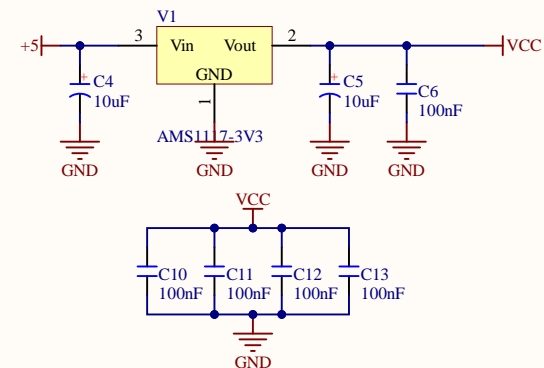 V1
+5
3
Vin
Vout
2
VCC
GND
1
C4
10uF
C5
10uF
C6
100nF
AMS1117-3V3
GND
GND
GND
GND
VCC
C10
100nF
C11
100nF
C12
100nF
C13
100nF
GND